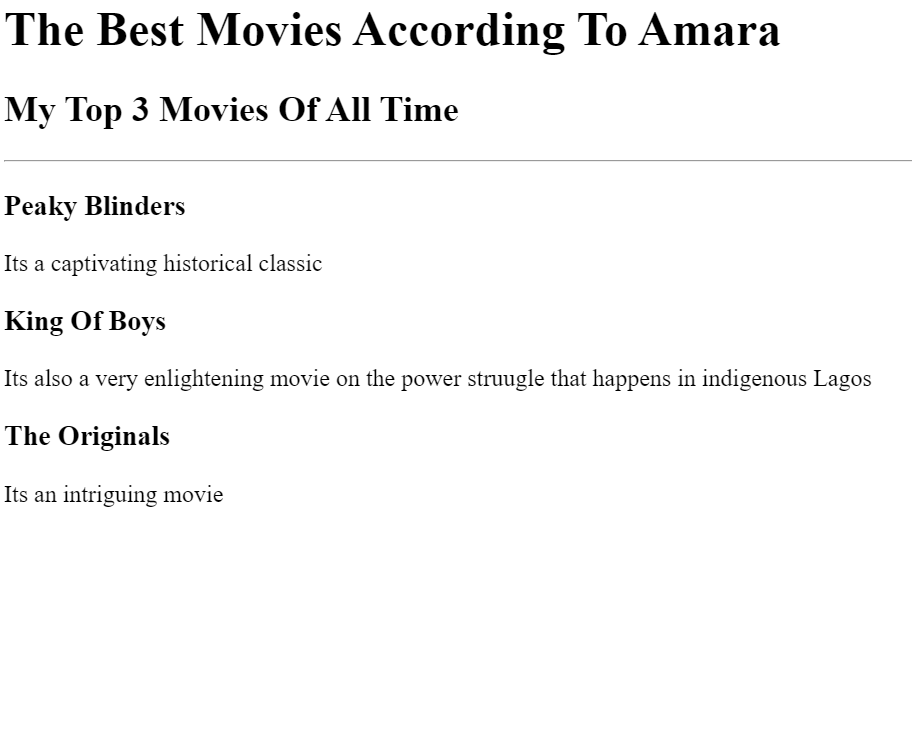 The Best Movies According To Amara
My Top 3 Movies Of All Time
Peaky Blinders
Its a captivating historical classic
King Of Boys
Its also a very enlightening movie on the power struugle that happens in indigenous Lagos
The Originals
Its an intriguing movie